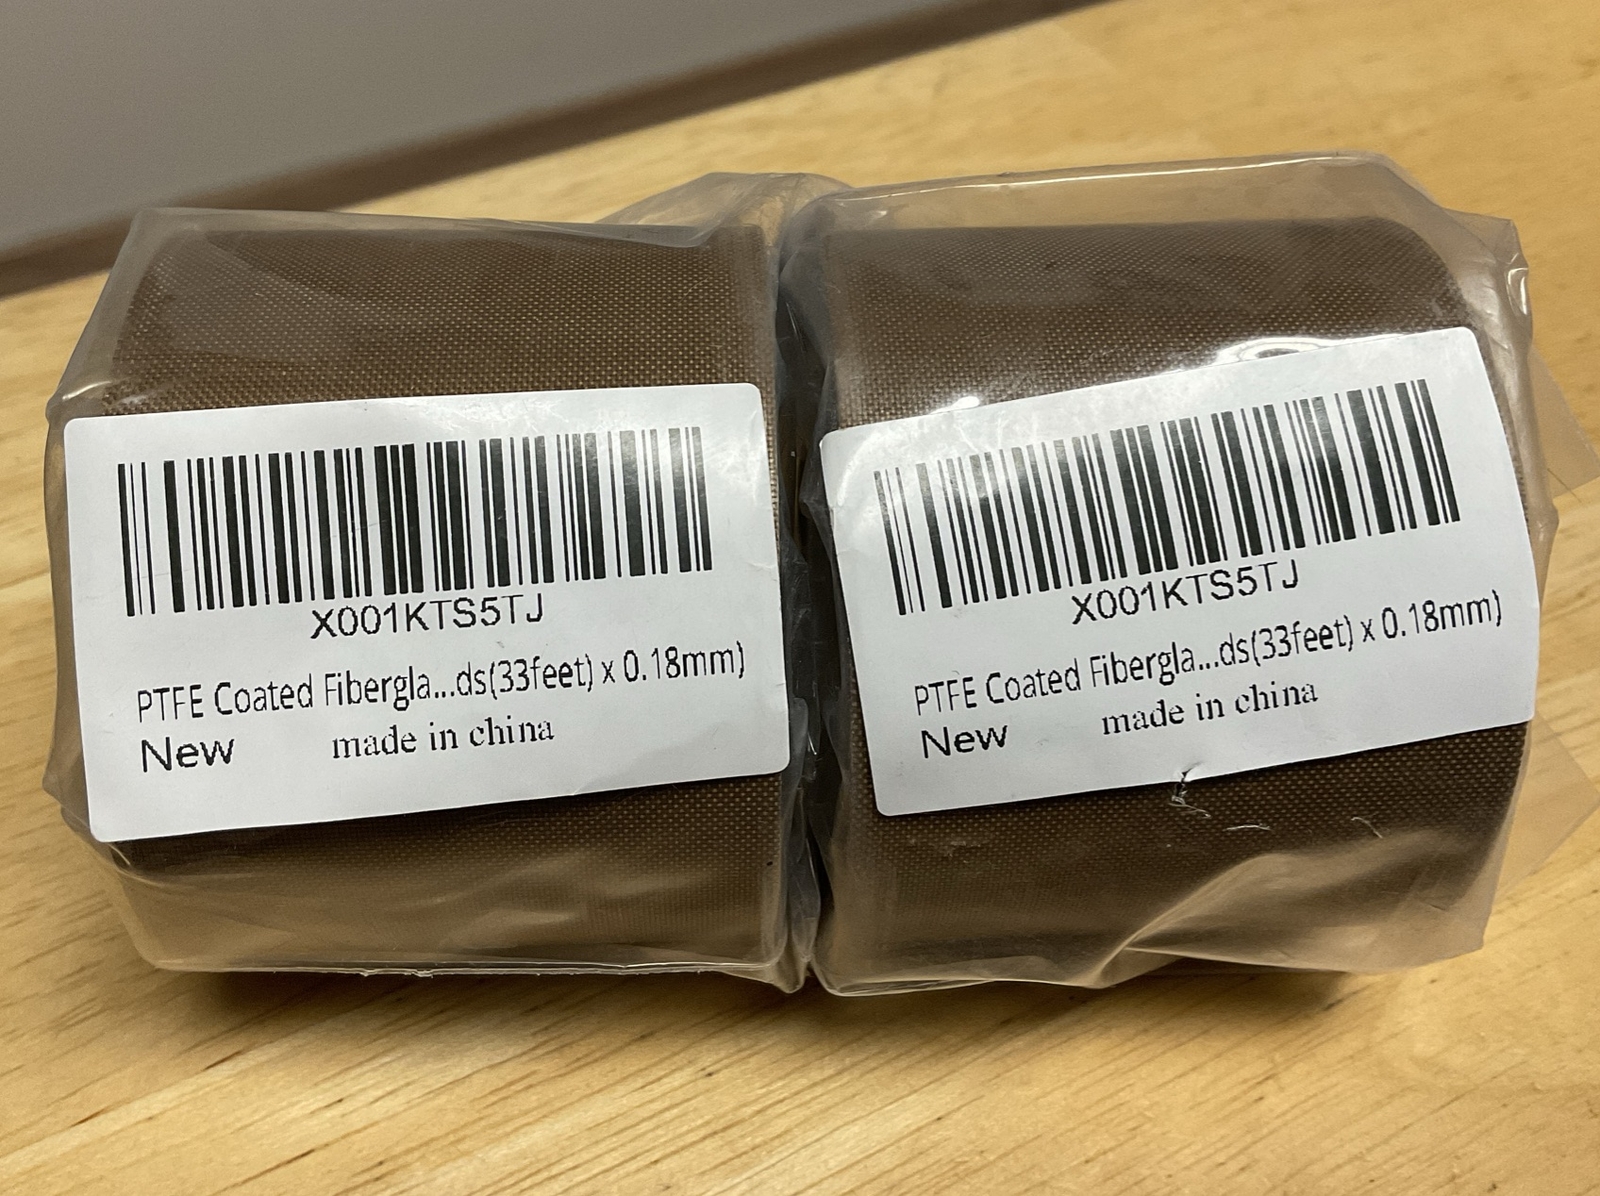 X001KTS5TJ
PTFE Coated Fibergla...ds(33feet) x 0.18mm)
New made in china
X001KTS5TJ
PTFE Coated Fibergla...ds(33feet) x 0.18mm)
New made in china